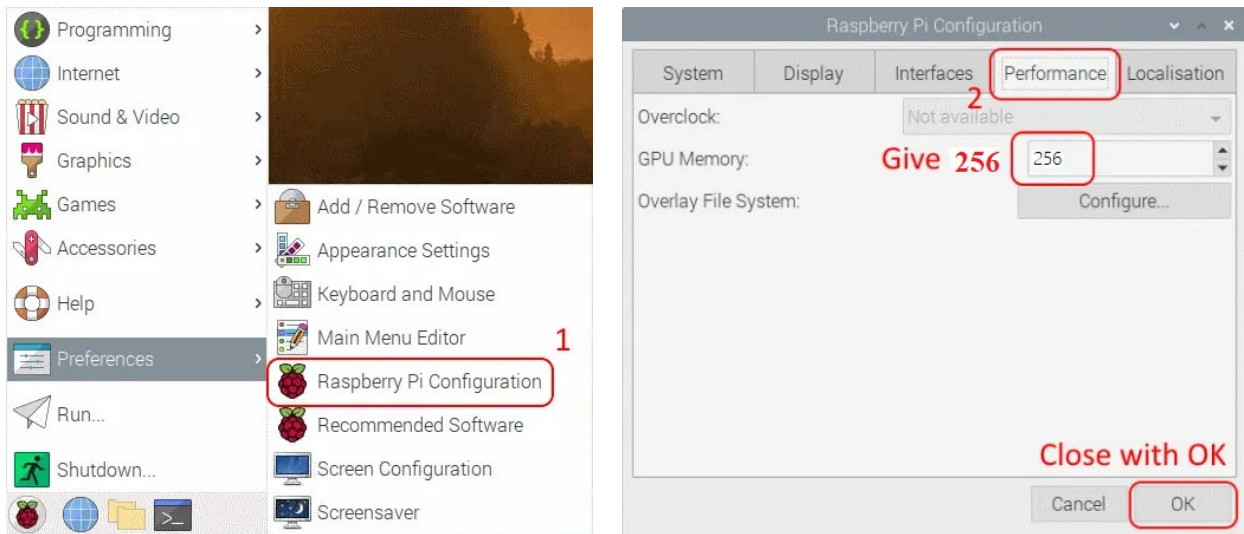 Programming
Internet
Sound & Video
Graphics
Games
Accessories
Help
Preferences
Run...
Shutdown...
Add / Remove Software
Appearance Settings
Keyboard and Mouse
Main Menu Editor
1
Raspberry Pi Configuration
Recommended Software
Screen Configuration
Screensaver
Raspberry Pi Configuration
System Display Interfaces Performance Localisation
2
Overclock: Not available
GPU Memory: Give 256 256
Overlay File System: Configure...
Close with OK
Cancel OK